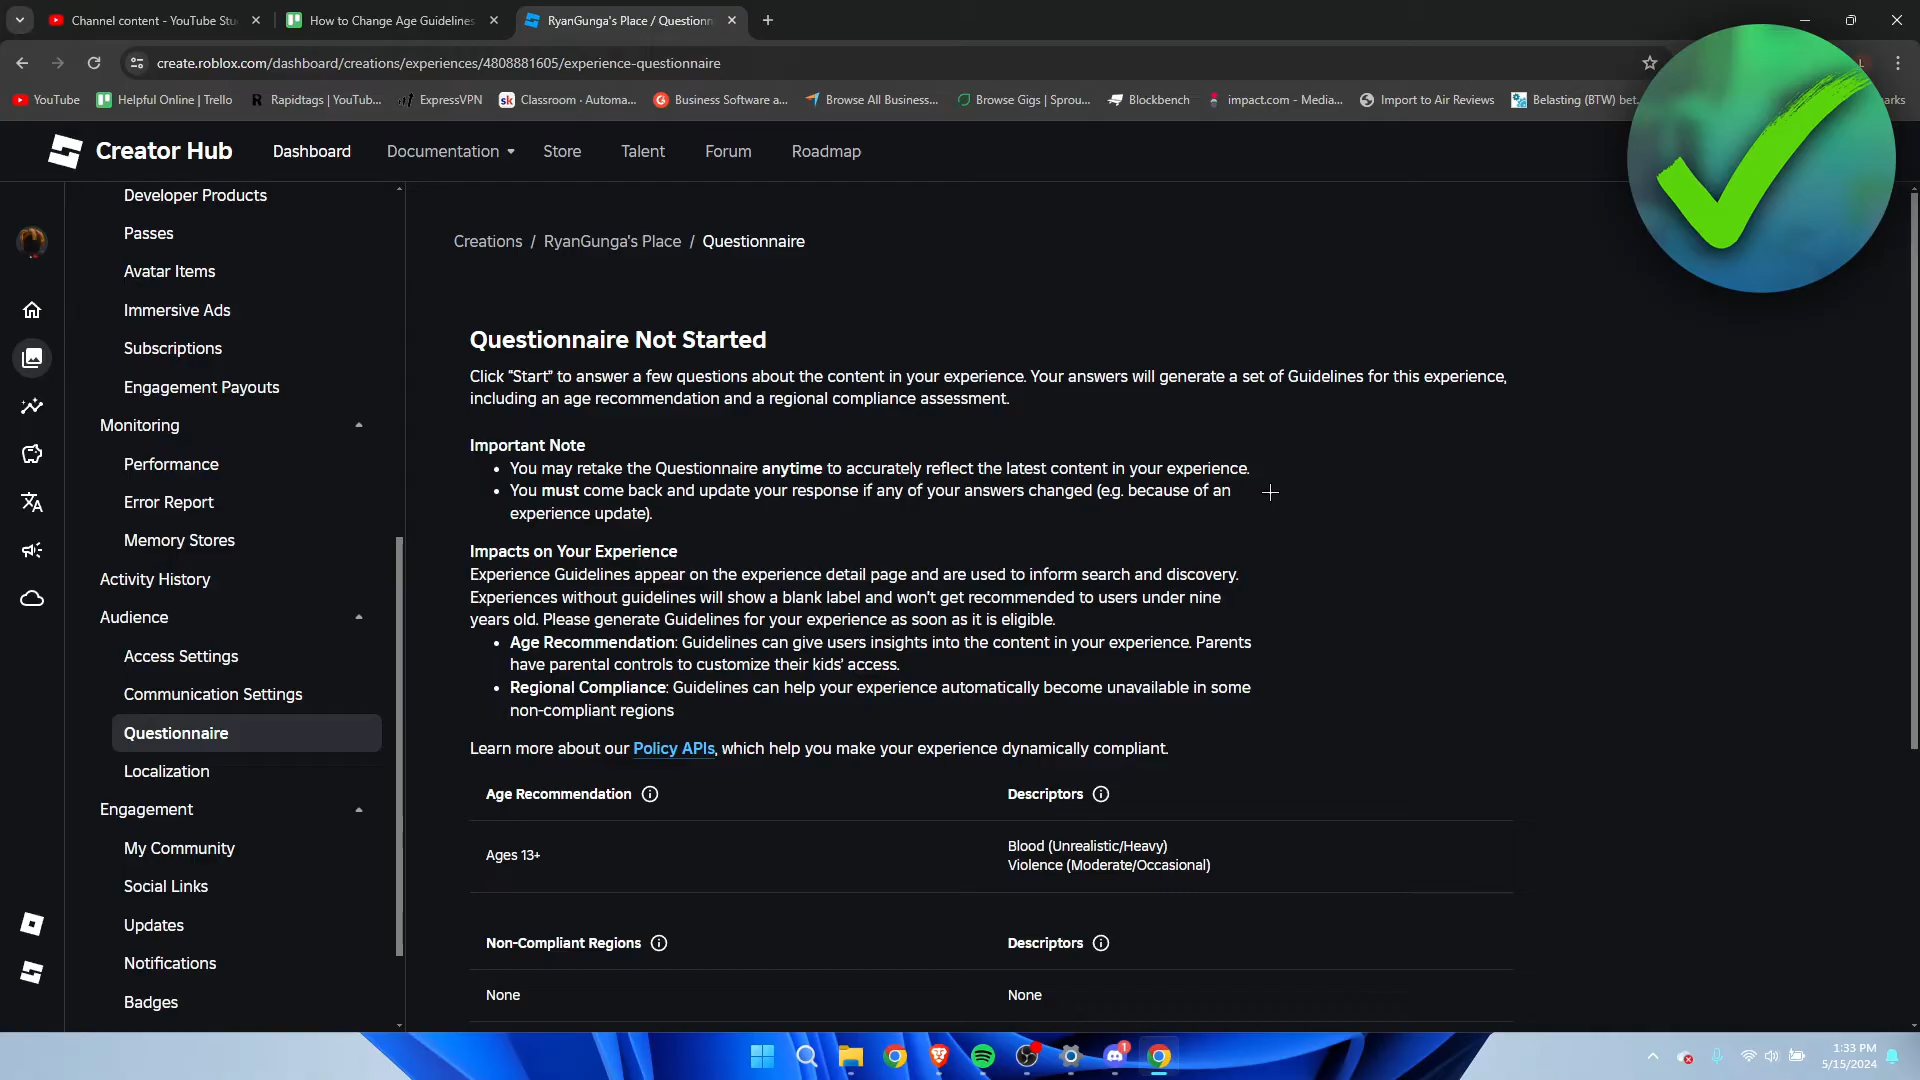 Channel content - YouTube Stu
How to Change Age Guidelines
RyanGunga's Place / Questionn
create.roblox.com/dashboard/creations/experiences/4808881605/experience-questionnaire
YouTube
Helpful Online | Trello
Rapidtags | YouTub...
ExpressVPN
Classroom · Automa...
Business Software a...
Browse All Business...
Browse Gigs | Sprou...
Blockbench
impact.com - Media...
Import to Air Reviews
Belasting (BTW) bet...
arks
Creator Hub
Dashboard
Documentation
Store
Talent
Forum
Roadmap
Developer Products
Passes
Avatar Items
Immersive Ads
Subscriptions
Engagement Payouts
Monitoring
Performance
Error Report
Memory Stores
Activity History
Audience
Access Settings
Communication Settings
Questionnaire
Localization
Engagement
My Community
Social Links
Updates
Notifications
Badges
Creations / RyanGunga's Place / Questionnaire
Questionnaire Not Started
Click "Start" to answer a few questions about the content in your experience. Your answers will generate a set of Guidelines for this experience,
including an age recommendation and a regional compliance assessment.
Important Note
• You may retake the Questionnaire anytime to accurately reflect the latest content in your experience.
• You must come back and update your response if any of your answers changed (e.g. because of an
experience update).
Impacts on Your Experience
Experience Guidelines appear on the experience detail page and are used to inform search and discovery.
Experiences without guidelines will show a blank label and won't get recommended to users under nine
years old. Please generate Guidelines for your experience as soon as it is eligible.
• Age Recommendation: Guidelines can give users insights into the content in your experience. Parents
have parental controls to customize their kids' access.
• Regional Compliance: Guidelines can help your experience automatically become unavailable in some
non-compliant regions
Learn more about our Policy APIs, which help you make your experience dynamically compliant.
Age Recommendation
Descriptors
Ages 13+
Blood (Unrealistic/Heavy)
Violence (Moderate/Occasional)
Non-Compliant Regions
Descriptors
None
None
1
1:33 PM
5/15/2024